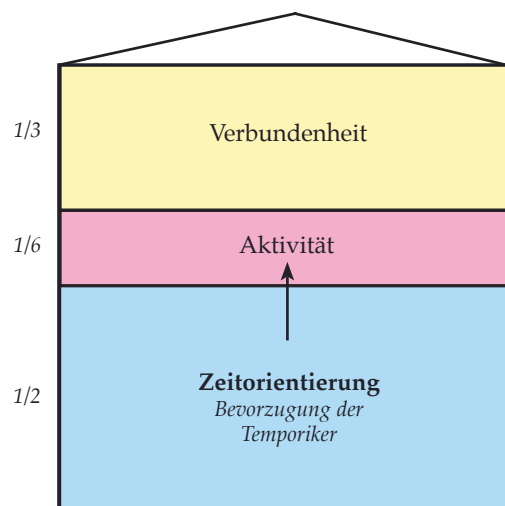 1/3
Verbundenheit
1/6
Aktivität
1/2
Zeitorientierung
Bevorzugung der
Temporiker